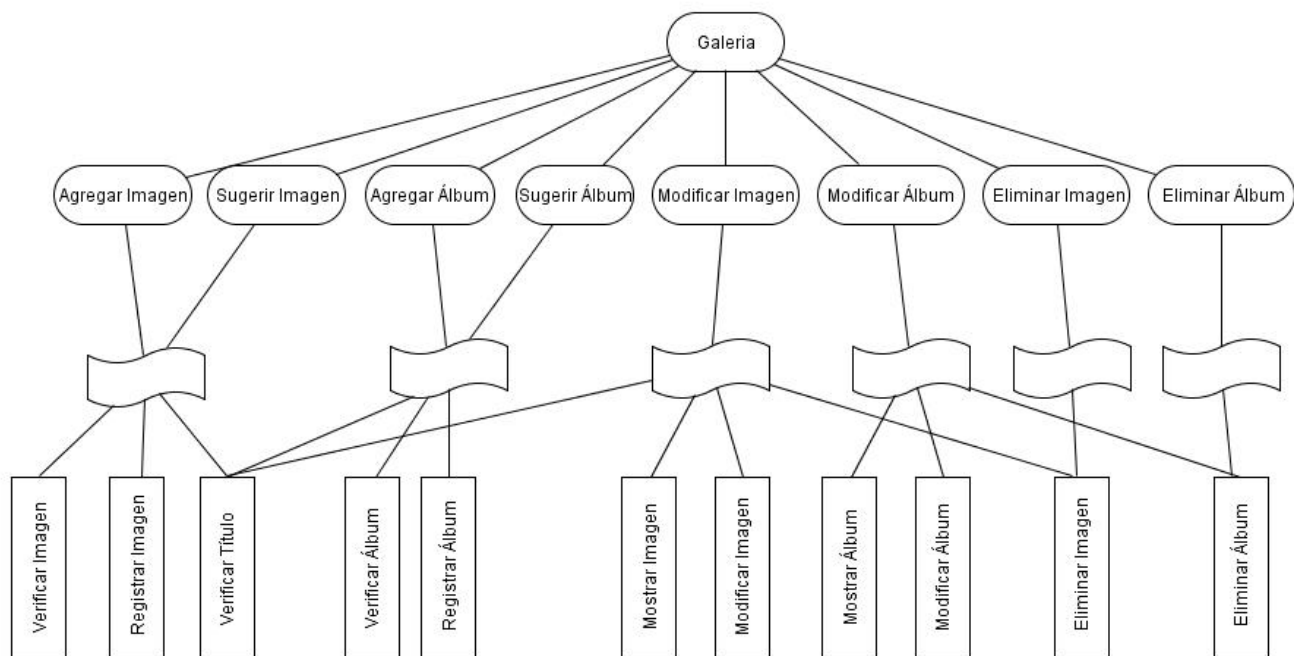 Galeria
Agregar Imagen
Sugerir Imagen
Agregar Álbum
Sugerir Álbum
Modificar Imagen
Modificar Álbum
Eliminar Imagen
Eliminar Álbum
Verificar Imagen
Registrar Imagen
Verificar Título
Verificar Álbum
Registrar Álbum
Mostrar Imagen
Modificar Imagen
Mostrar Álbum
Modificar Álbum
Eliminar Imagen
Eliminar Álbum